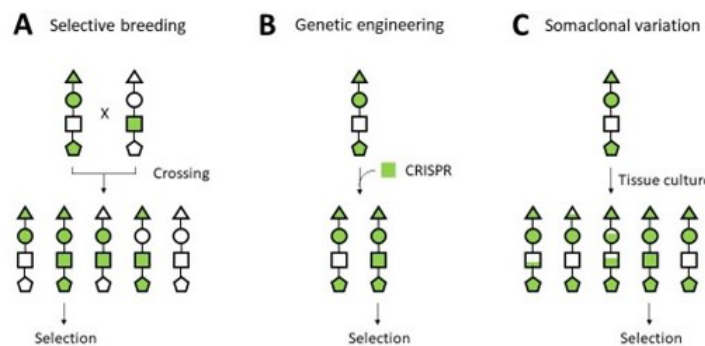 A Selective breeding
B Genetic engineering
C Somaclonal variation
X
Crossing
CRISPR
Tissue culture
Selection
Selection
Selection